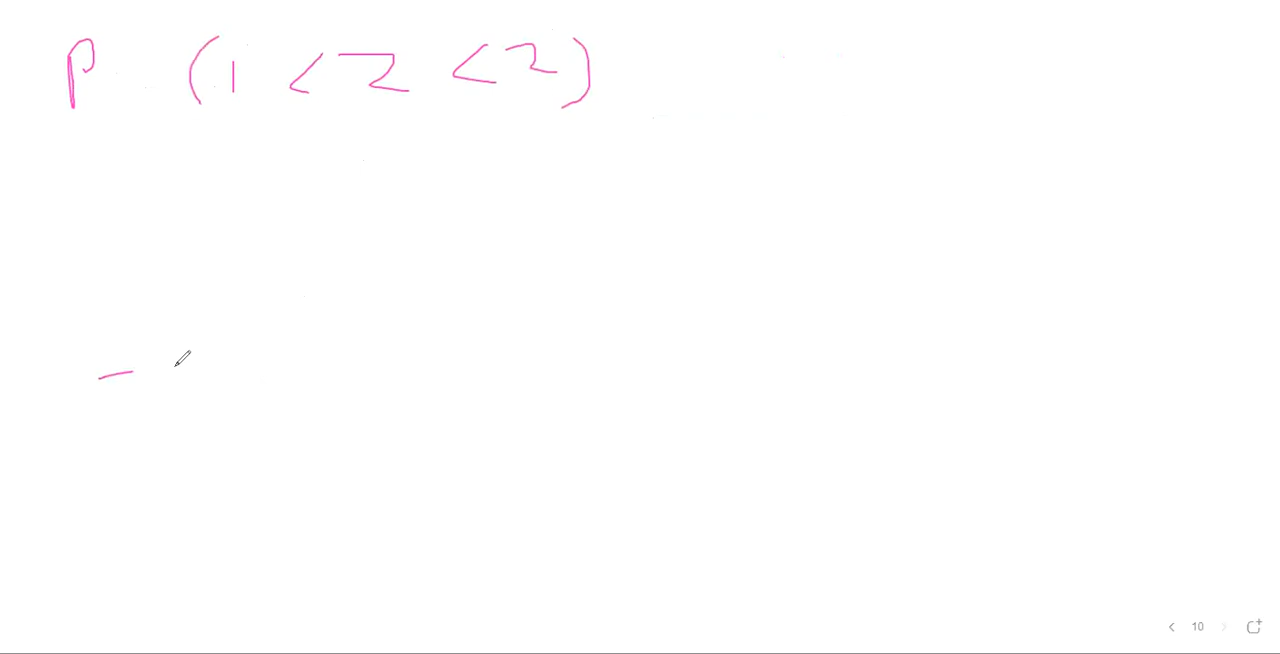 P (1 < Z < 2)
–
< 10 >